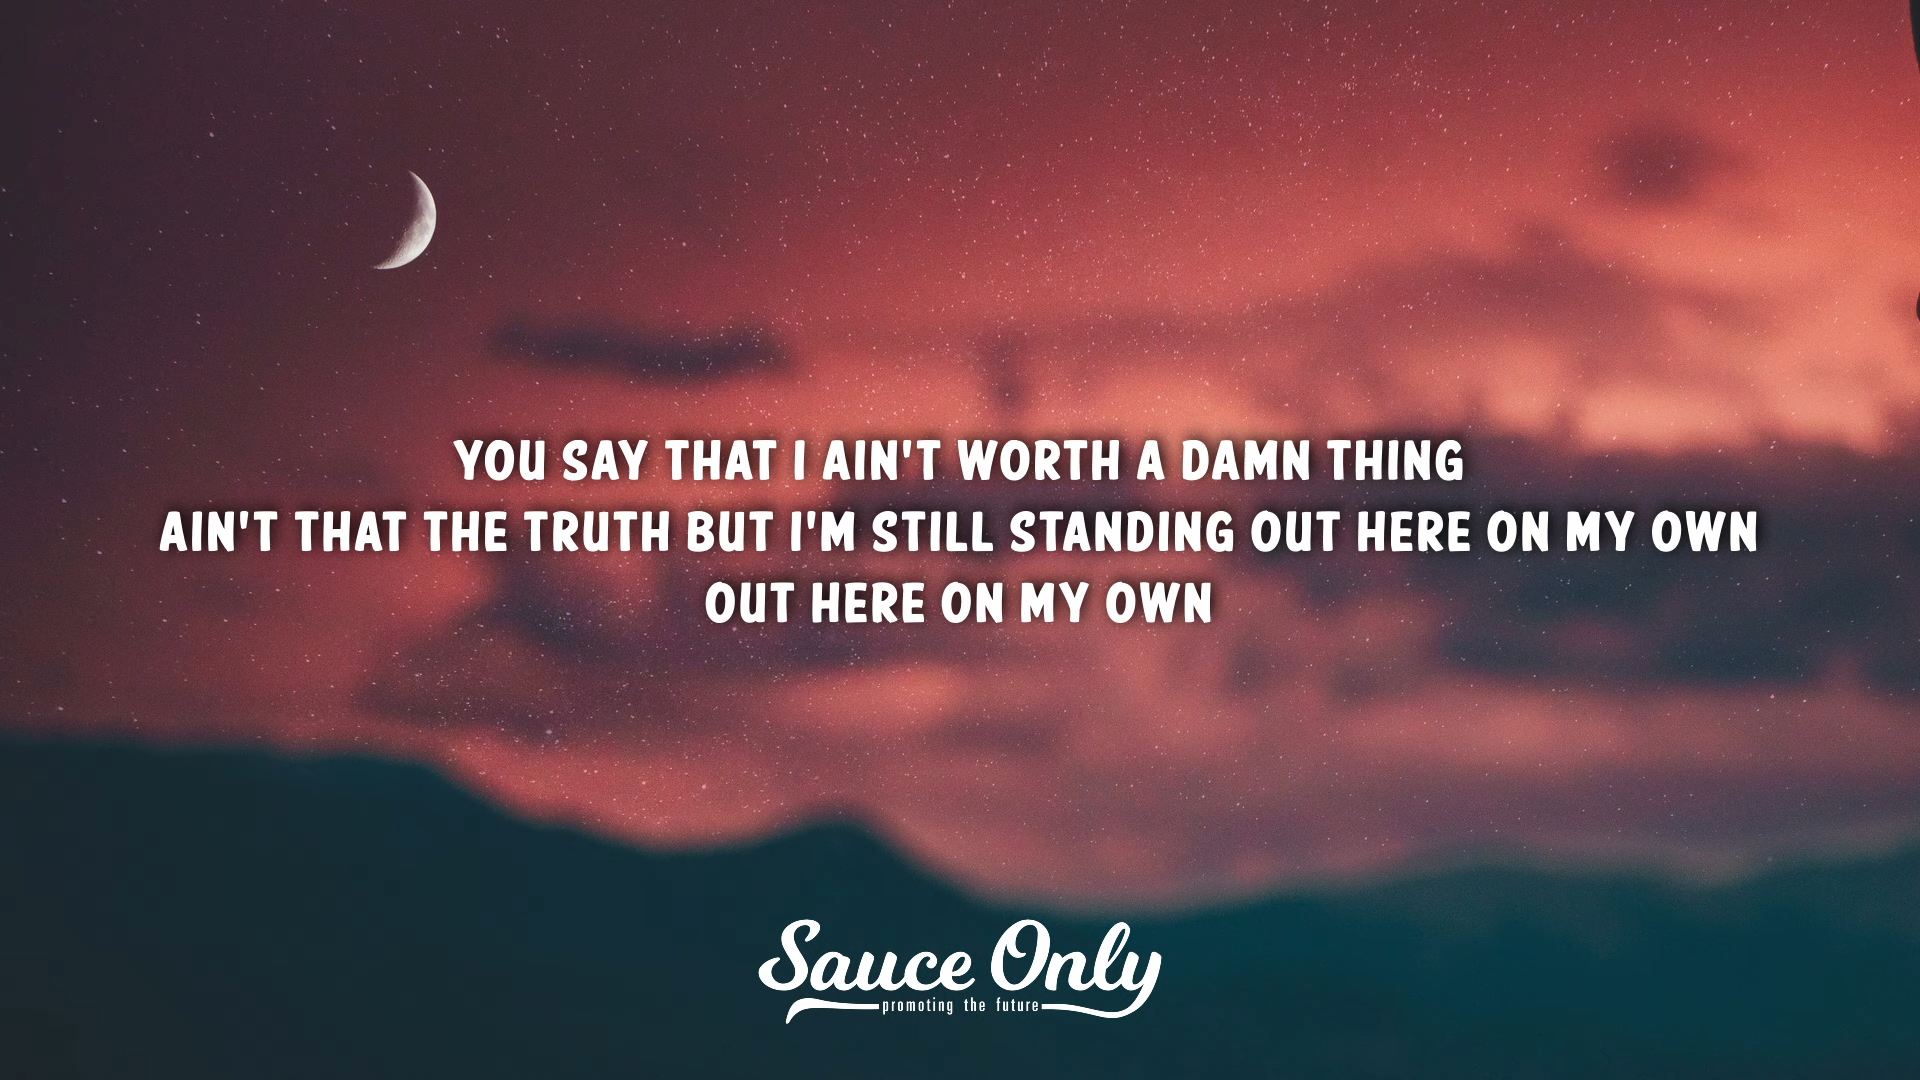 YOU SAY THAT I AIN'T WORTH A DAMN THING
AIN'T THAT THE TRUTH BUT I'M STILL STANDING OUT HERE ON MY OWN
OUT HERE ON MY OWN
Sauce Only
promoting the future